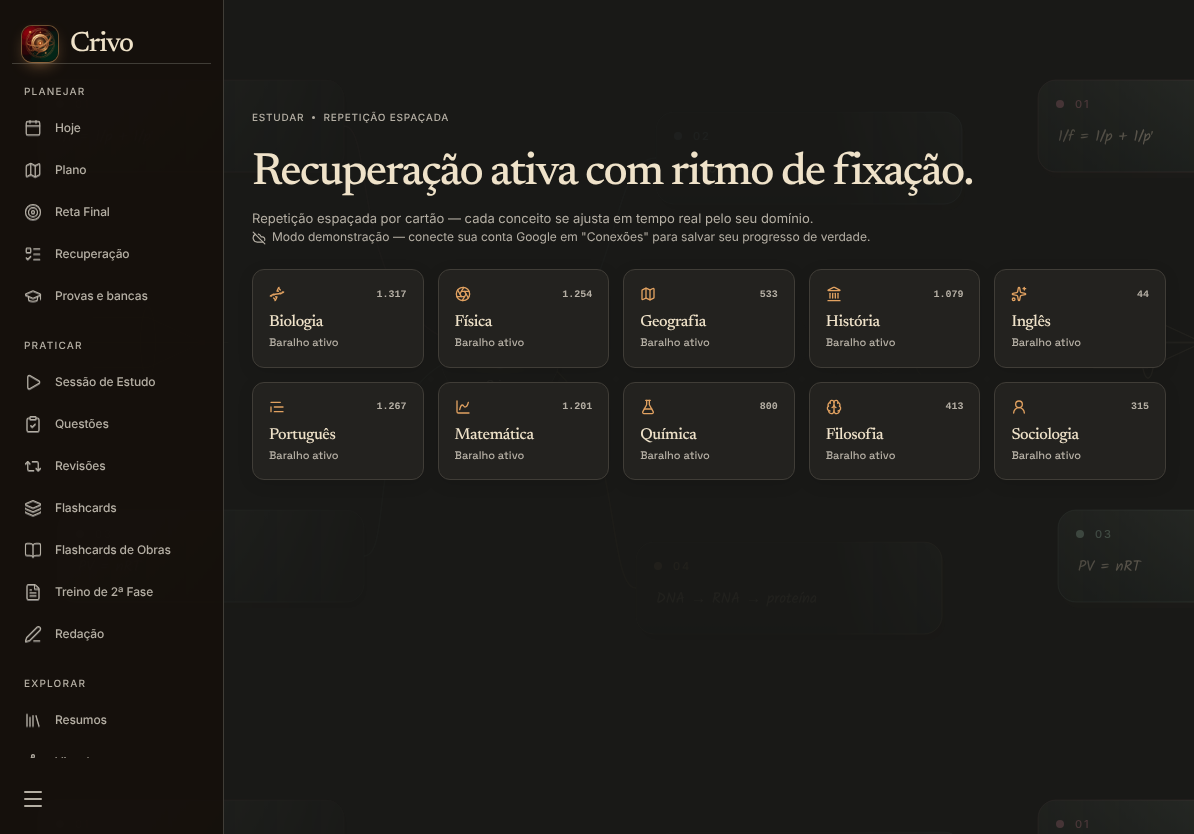 Crivo
PLANEJAR
Hoje
Plano
Reta Final
Recuperação
Provas e bancas
PRATICAR
Sessão de Estudo
Questões
Revisões
Flashcards
Flashcards de Obras
Treino de 2ª Fase
Redação
EXPLORAR
Resumos
ESTUDAR • REPETIÇÃO ESPAÇADA
Recuperação ativa com ritmo de fixação.
Repetição espaçada por cartão — cada conceito se ajusta em tempo real pelo seu domínio.
Modo demonstração — conecte sua conta Google em "Conexões" para salvar seu progresso de verdade.
1.317
Biologia
Baralho ativo
1.254
Física
Baralho ativo
533
Geografia
Baralho ativo
1.079
História
Baralho ativo
44
Inglês
Baralho ativo
1.267
Português
Baralho ativo
1.201
Matemática
Baralho ativo
800
Química
Baralho ativo
413
Filosofia
Baralho ativo
315
Sociologia
Baralho ativo
01
1/f = 1/p + 1/p'
03
PV = nRT
04
DNA → RNA → proteína
01